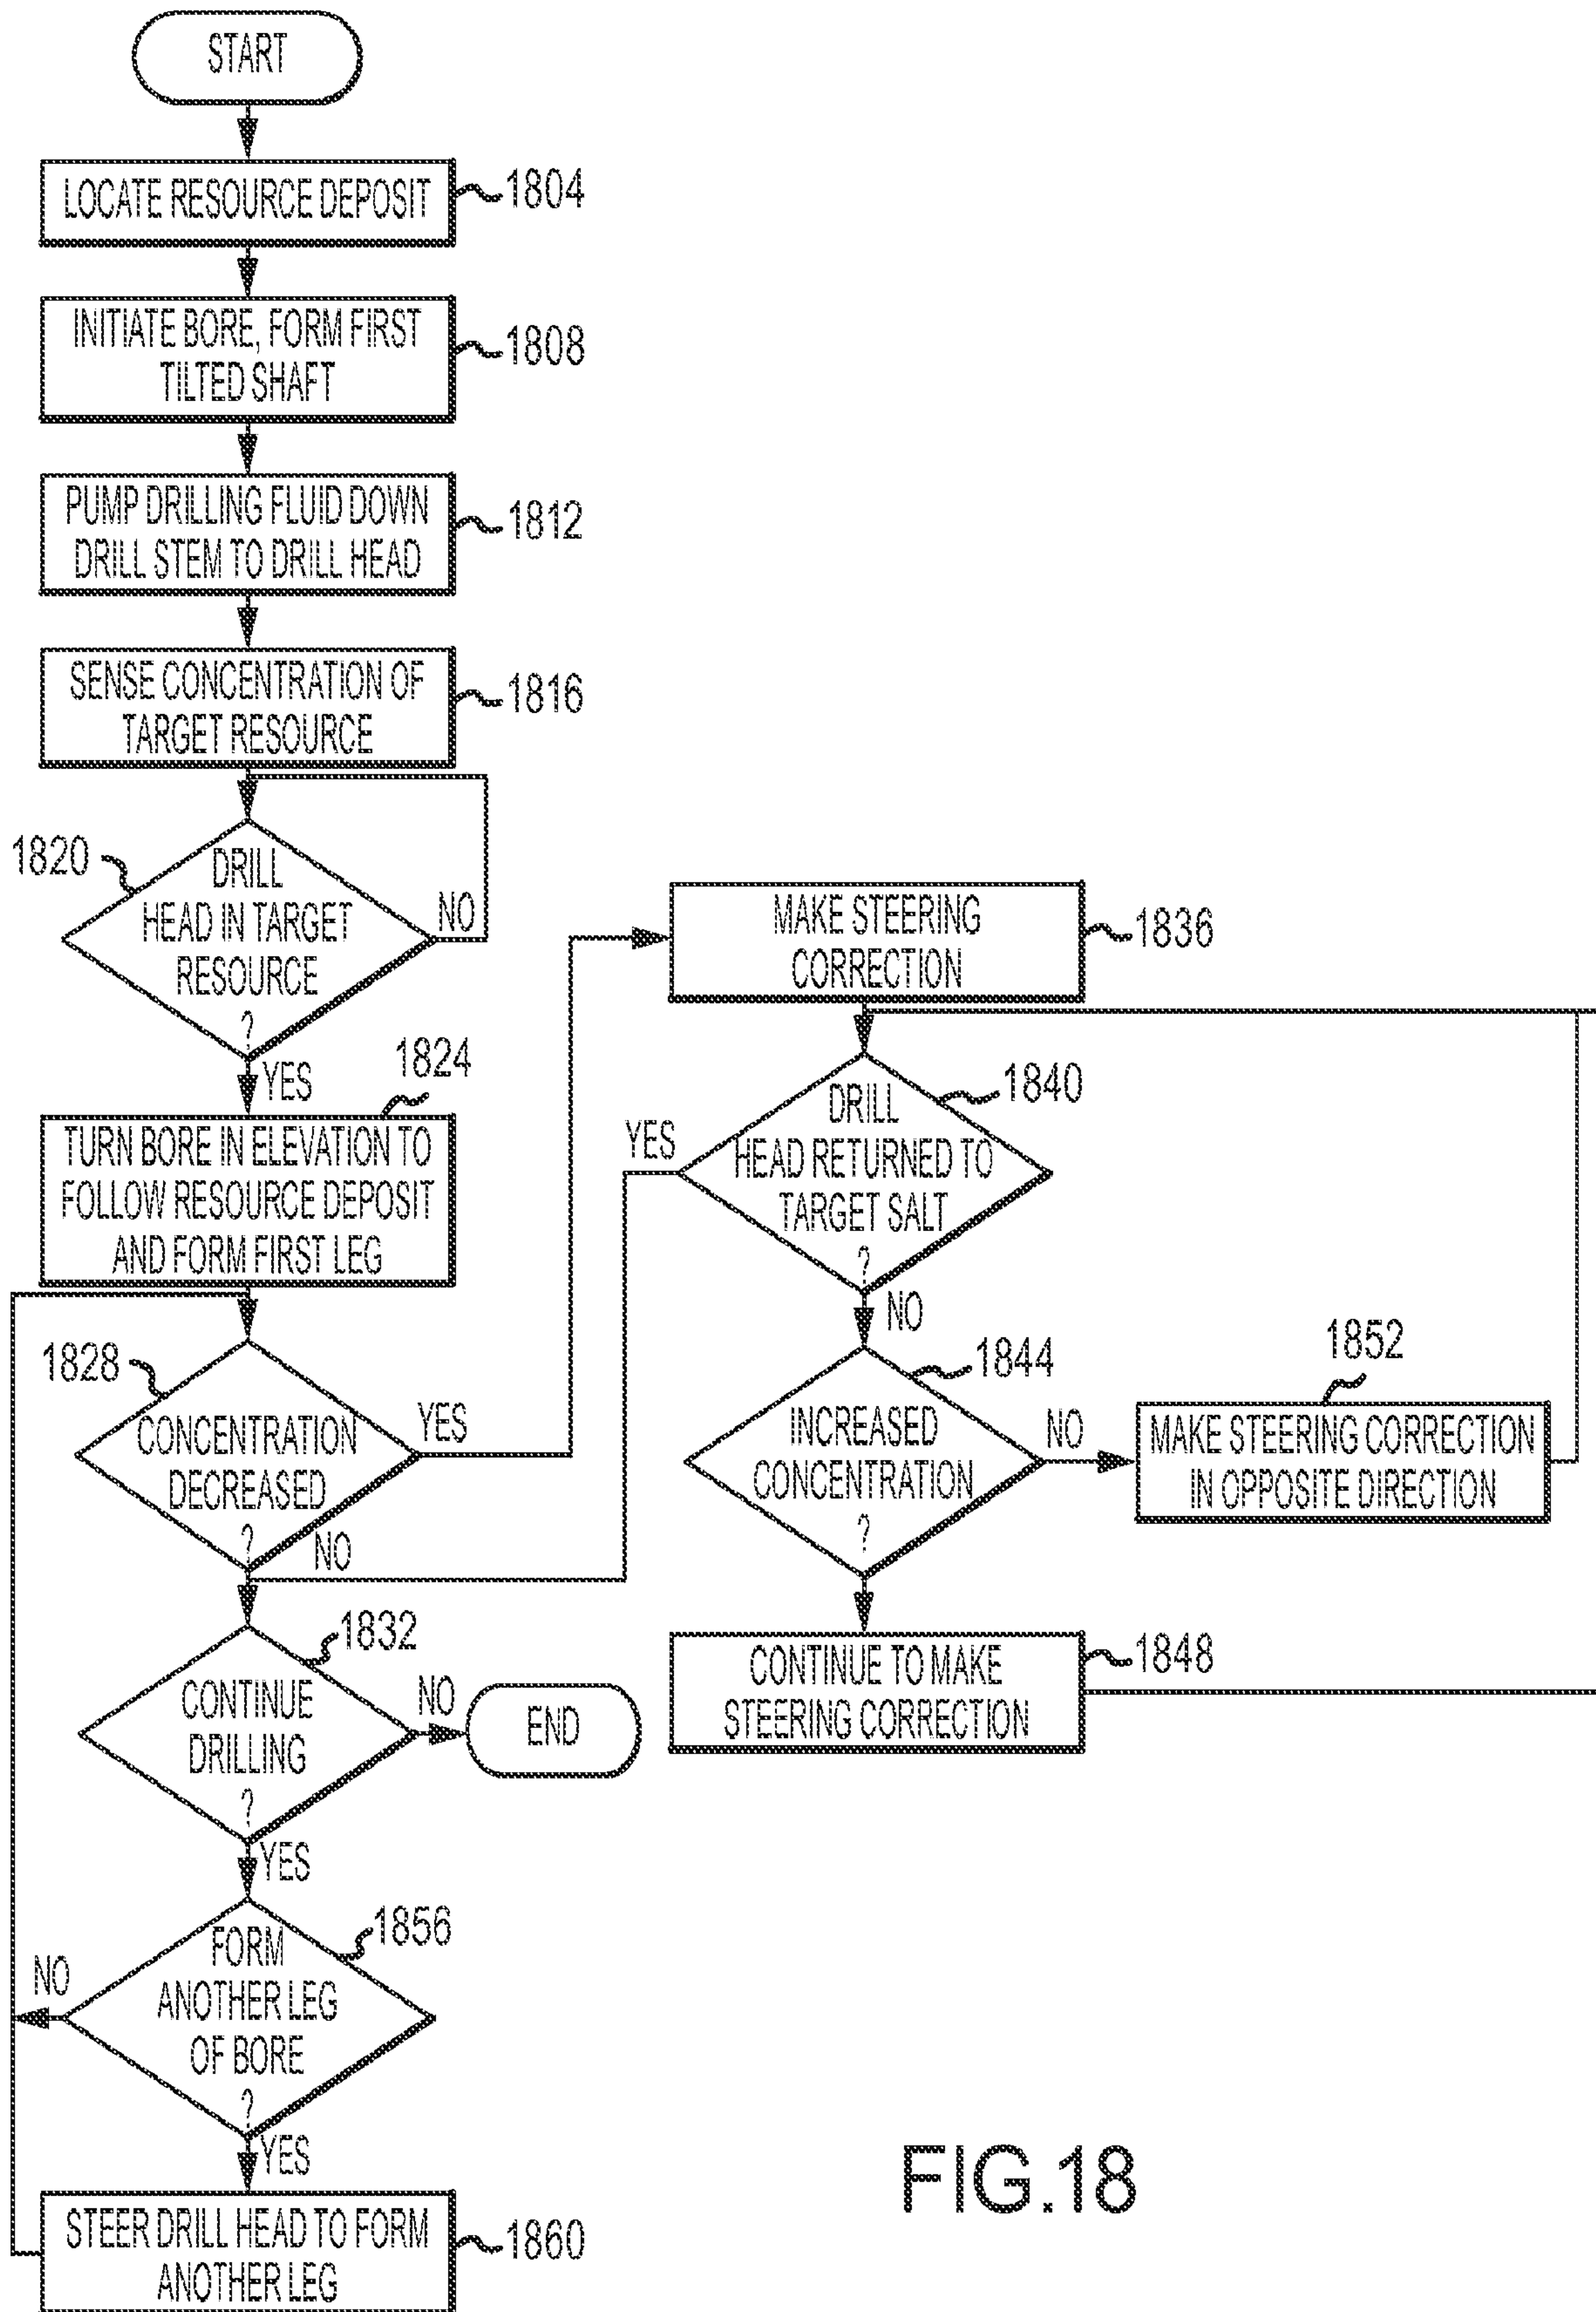 START
LOCATE RESOURCE DEPOSIT
1804
INITIATE BORE, FORM FIRST
TILTED SHAFT
1808
PUMP DRILLING FLUID DOWN
DRILL STEM TO DRILL HEAD
1812
SENSE CONCENTRATION OF
TARGET RESOURCE
1816
1820
DRILL
HEAD IN TARGET
RESOURCE
?
NO
YES
1824
TURN BORE IN ELEVATION TO
FOLLOW RESOURCE DEPOSIT
AND FORM FIRST LEG
1828
CONCENTRATION
DECREASED
?
YES
NO
1832
CONTINUE
DRILLING
?
NO
END
YES
1856
FORM
ANOTHER LEG
OF BORE
?
NO
YES
STEER DRILL HEAD TO FORM
ANOTHER LEG
1860
MAKE STEERING
CORRECTION
1836
1840
DRILL
HEAD RETURNED TO
TARGET SALT
?
YES
NO
1844
INCREASED
CONCENTRATION
?
NO
1852
MAKE STEERING CORRECTION
IN OPPOSITE DIRECTION
CONTINUE TO MAKE
STEERING CORRECTION
1848
FIG.18